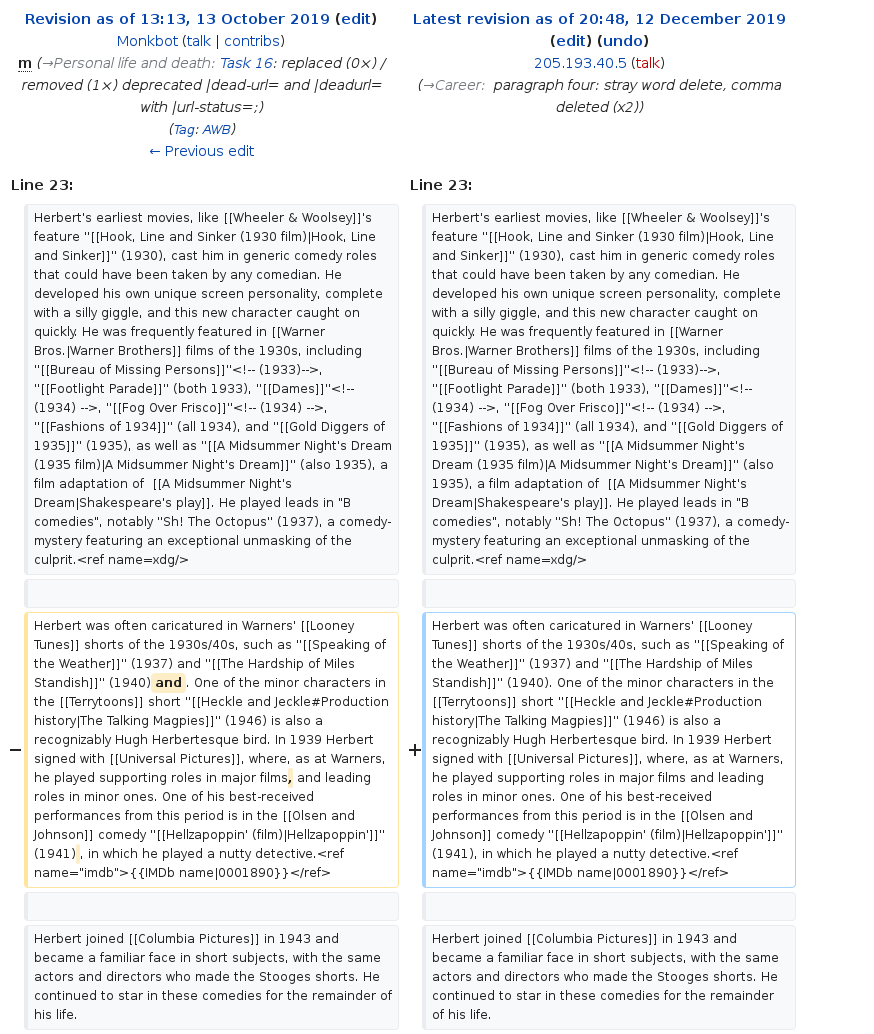 Revision as of 13:13, 13 October 2019 (edit)
Monkbot (talk | contribs)
m (→Personal life and death: Task 16: replaced (0×) /
removed (1×) deprecated |dead-url= and |deadurl=
with |url-status=;)
(Tag: AWB)
← Previous edit
Latest revision as of 20:48, 12 December 2019
(edit) (undo)
205.193.40.5 (talk)
(→Career:  paragraph four: stray word delete, comma
deleted (x2))
Line 23:
Herbert's earliest movies, like [[Wheeler & Woolsey]]'s
feature ''[[Hook, Line and Sinker (1930 film)|Hook, Line
and Sinker]]'' (1930), cast him in generic comedy roles
that could have been taken by any comedian. He
developed his own unique screen personality, complete
with a silly giggle, and this new character caught on
quickly. He was frequently featured in [[Warner
Bros.|Warner Brothers]] films of the 1930s, including
''[[Bureau of Missing Persons]]''<!-- (1933)-->,
''[[Footlight Parade]]'' (both 1933), ''[[Dames]]''<!--
(1934) -->, ''[[Fog Over Frisco]]''<!-- (1934) -->,
''[[Fashions of 1934]]'' (all 1934), and ''[[Gold Diggers of
1935]]'' (1935), as well as ''[[A Midsummer Night's Dream
(1935 film)|A Midsummer Night's Dream]]'' (also 1935), a
film adaptation of  [[A Midsummer Night's
Dream|Shakespeare's play]]. He played leads in "B
comedies", notably ''Sh! The Octopus'' (1937), a comedy-
mystery featuring an exceptional unmasking of the
culprit.<ref name=xdg/>
− Herbert was often caricatured in Warners' [[Looney
Tunes]] shorts of the 1930s/40s, such as ''[[Speaking of
the Weather]]'' (1937) and ''[[The Hardship of Miles
Standish]]'' (1940) and . One of the minor characters in
the [[Terrytoons]] short ''[[Heckle and Jeckle#Production
history|The Talking Magpies]]'' (1946) is also a
recognizably Hugh Herbertesque bird. In 1939 Herbert
signed with [[Universal Pictures]], where, as at Warners,
he played supporting roles in major films, and leading
roles in minor ones. One of his best-received
performances from this period is in the [[Olsen and
Johnson]] comedy ''[[Hellzapoppin' (film)|Hellzapoppin']]''
(1941) , in which he played a nutty detective.<ref
name="imdb">{{IMDb name|0001890}}</ref>
Herbert joined [[Columbia Pictures]] in 1943 and
became a familiar face in short subjects, with the same
actors and directors who made the Stooges shorts. He
continued to star in these comedies for the remainder of
his life.
Line 23:
Herbert's earliest movies, like [[Wheeler & Woolsey]]'s
feature ''[[Hook, Line and Sinker (1930 film)|Hook, Line
and Sinker]]'' (1930), cast him in generic comedy roles
that could have been taken by any comedian. He
developed his own unique screen personality, complete
with a silly giggle, and this new character caught on
quickly. He was frequently featured in [[Warner
Bros.|Warner Brothers]] films of the 1930s, including
''[[Bureau of Missing Persons]]''<!-- (1933)-->,
''[[Footlight Parade]]'' (both 1933), ''[[Dames]]''<!--
(1934) -->, ''[[Fog Over Frisco]]''<!-- (1934) -->,
''[[Fashions of 1934]]'' (all 1934), and ''[[Gold Diggers of
1935]]'' (1935), as well as ''[[A Midsummer Night's
Dream (1935 film)|A Midsummer Night's Dream]]'' (also
1935), a film adaptation of  [[A Midsummer Night's
Dream|Shakespeare's play]]. He played leads in "B
comedies", notably ''Sh! The Octopus'' (1937), a comedy-
mystery featuring an exceptional unmasking of the
culprit.<ref name=xdg/>
+ Herbert was often caricatured in Warners' [[Looney
Tunes]] shorts of the 1930s/40s, such as ''[[Speaking of
the Weather]]'' (1937) and ''[[The Hardship of Miles
Standish]]'' (1940). One of the minor characters in the
[[Terrytoons]] short ''[[Heckle and Jeckle#Production
history|The Talking Magpies]]'' (1946) is also a
recognizably Hugh Herbertesque bird. In 1939 Herbert
signed with [[Universal Pictures]], where, as at Warners,
he played supporting roles in major films and leading
roles in minor ones. One of his best-received
performances from this period is in the [[Olsen and
Johnson]] comedy ''[[Hellzapoppin' (film)|Hellzapoppin']]''
(1941), in which he played a nutty detective.<ref
name="imdb">{{IMDb name|0001890}}</ref>
Herbert joined [[Columbia Pictures]] in 1943 and
became a familiar face in short subjects, with the same
actors and directors who made the Stooges shorts. He
continued to star in these comedies for the remainder
of his life.